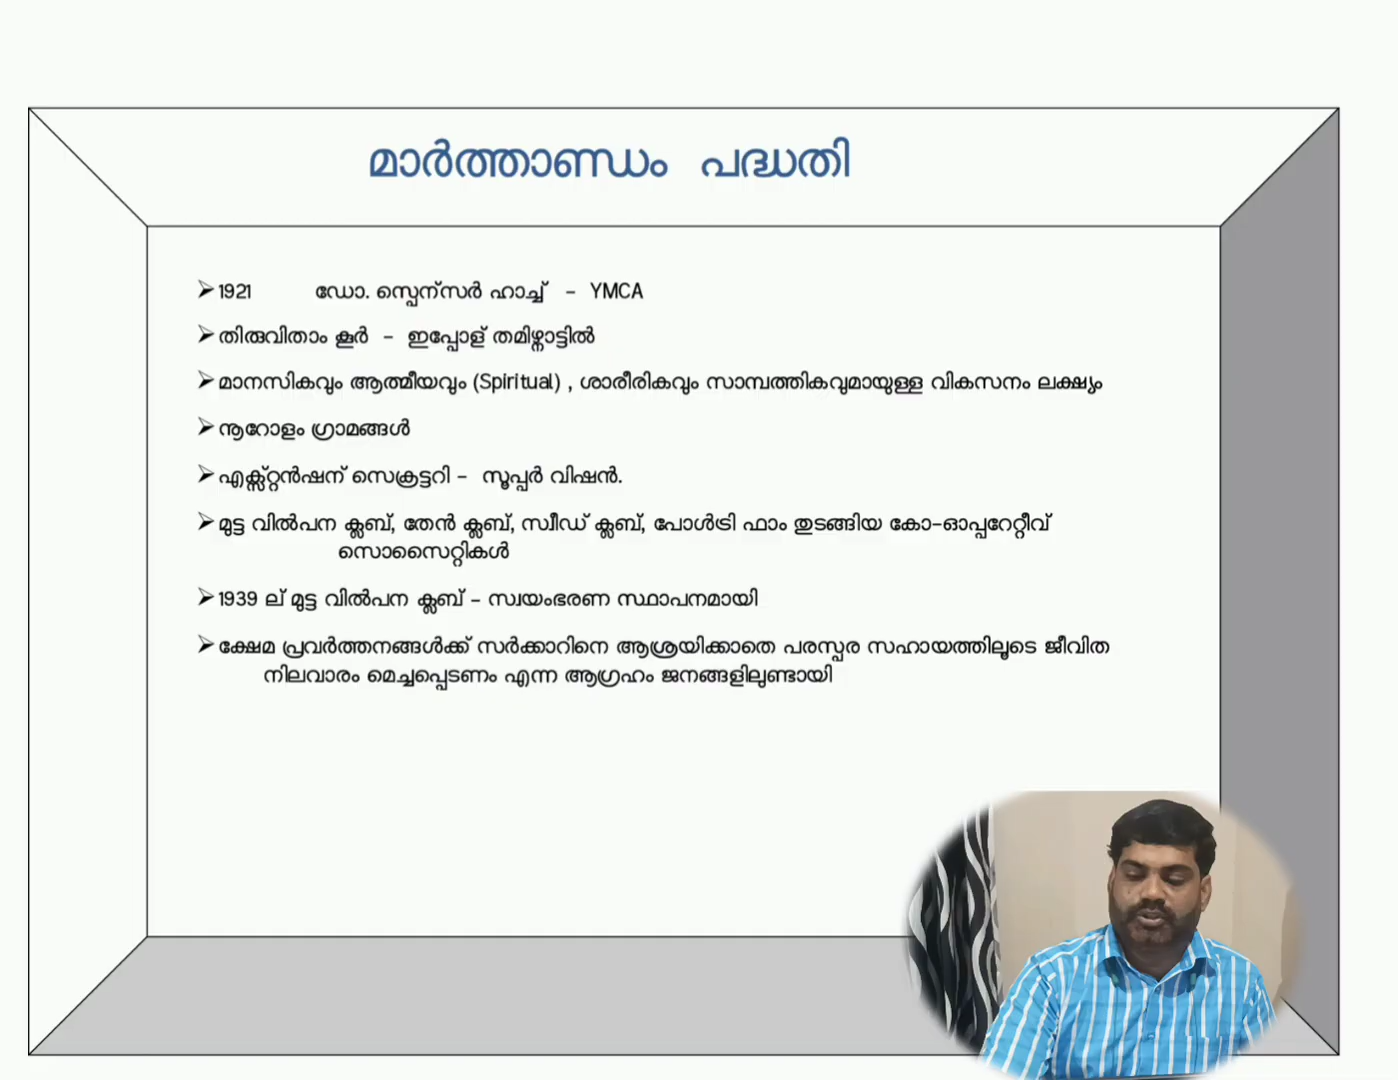 മാർത്താണ്ഡം പദ്ധതി
➢1921 ഡോ. സ്പെന്സർ ഹാച്ച് – YMCA
➢തിരുവിതാം കൂർ – ഇപ്പോള് തമിഴ്നാട്ടിൽ
➢മാനസികവും ആത്മീയവും (Spiritual) , ശാരീരികവും സാമ്പത്തികവുമായുള്ള വികസനം ലക്ഷ്യം
➢നൂറോളം ഗ്രാമങ്ങൾ
➢എക്സ്റ്റൻഷന് സെക്രട്ടറി – സൂപ്പർ വിഷൻ.
➢മുട്ട വിൽപന ക്ലബ്, തേൻ ക്ലബ്, സ്വീഡ് ക്ലബ്, പോൾട്രി ഫാം തുടങ്ങിയ കോ-ഓപ്പറേറ്റീവ്
സൊസൈറ്റികൾ
➢1939 ല് മുട്ട വിൽപന ക്ലബ് – സ്വയംഭരണ സ്ഥാപനമായി
➢ക്ഷേമ പ്രവർത്തനങ്ങൾക്ക് സർക്കാറിനെ ആശ്രയിക്കാതെ പരസ്പര സഹായത്തിലൂടെ ജീവിത
നിലവാരം മെച്ചപ്പെടണം എന്ന ആഗ്രഹം ജനങ്ങളിലുണ്ടായി